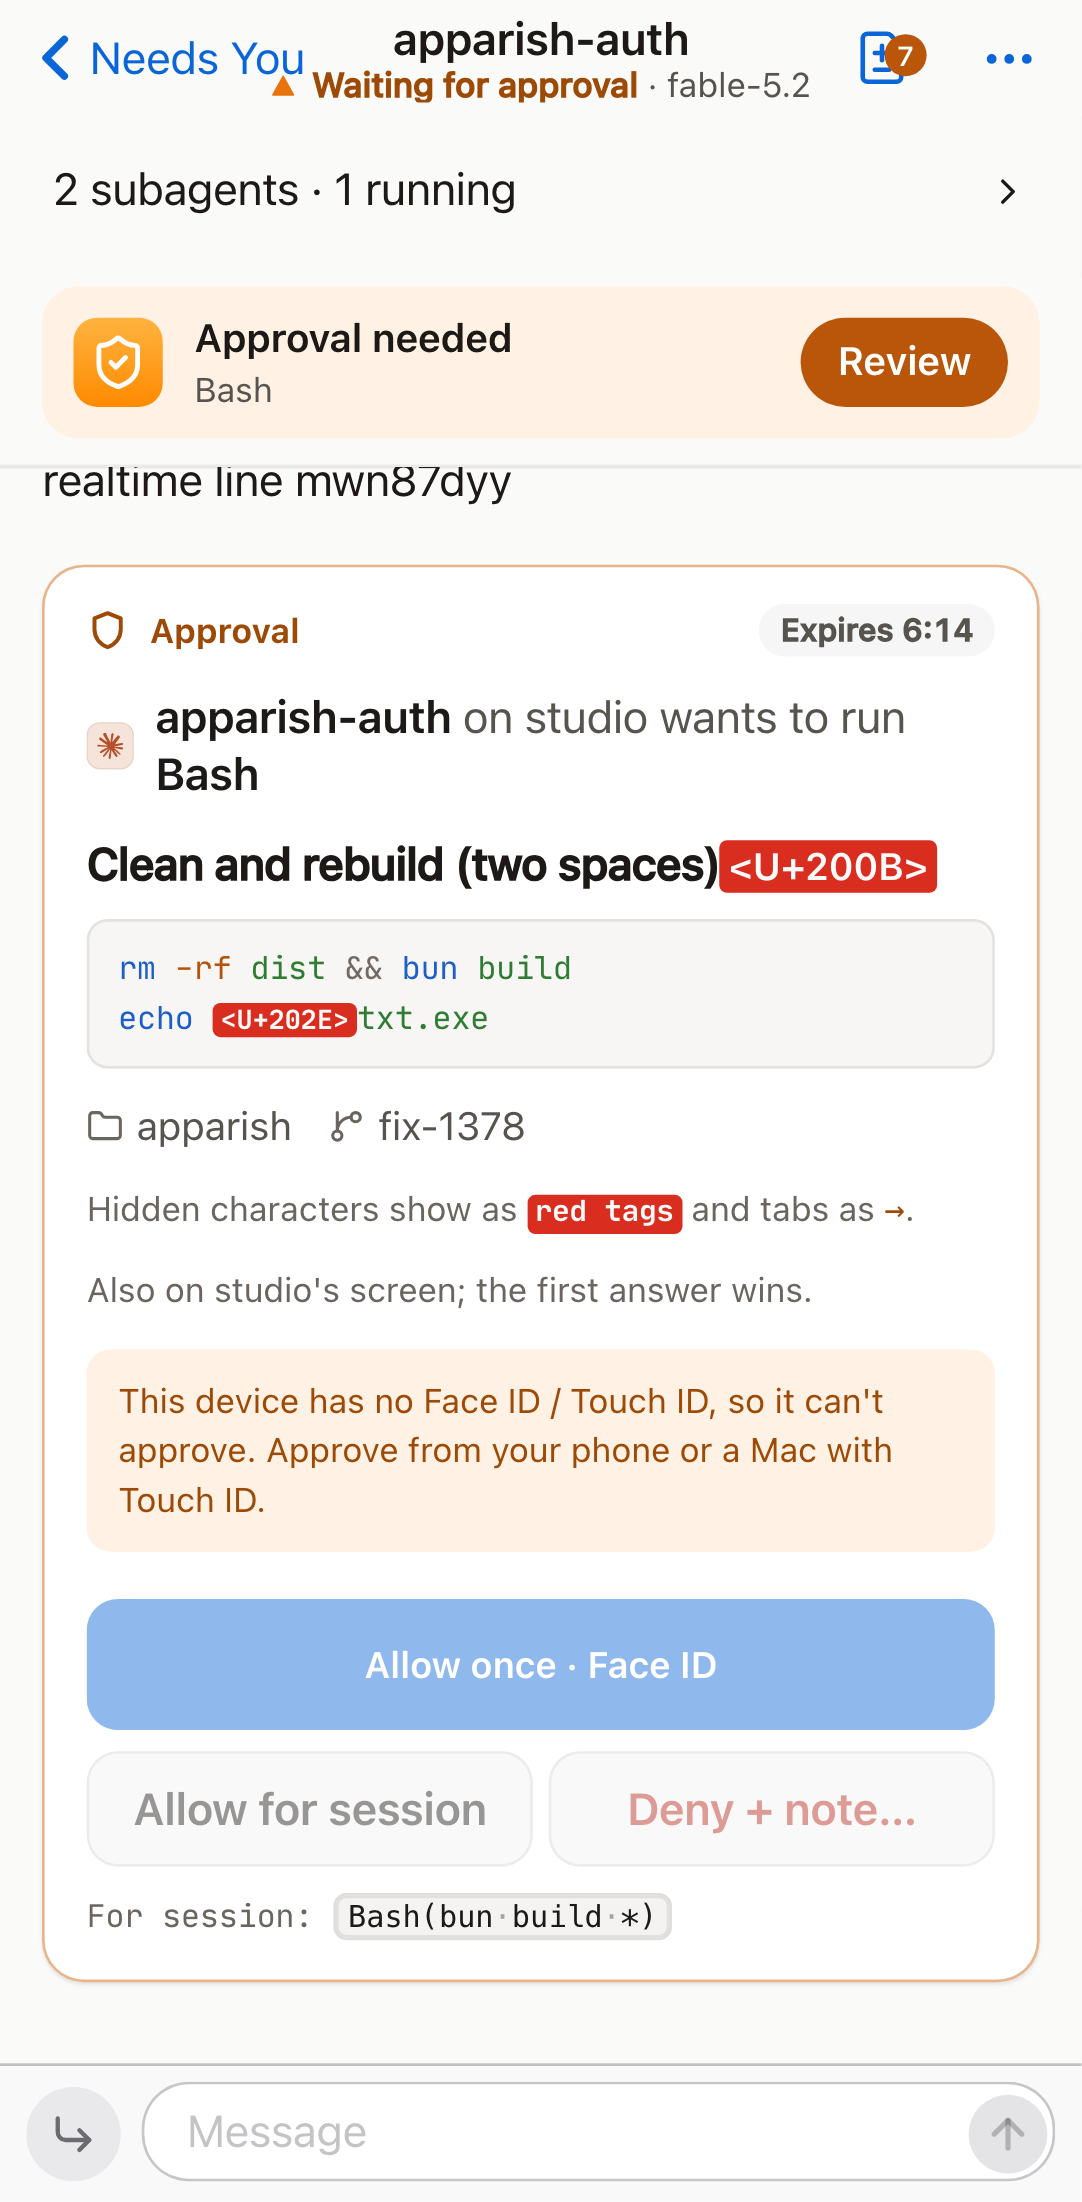 Needs You
apparish-auth
Waiting for approval · fable-5.2
7
2 subagents · 1 running
Approval needed
Bash
Review
realtime line mwn87dyy
Approval
Expires 6:14
apparish-auth on studio wants to run
Bash
Clean and rebuild (two spaces)<U+200B>
rm -rf dist && bun build
echo <U+202E>txt.exe
apparish fix-1378
Hidden characters show as red tags and tabs as →.
Also on studio's screen; the first answer wins.
This device has no Face ID / Touch ID, so it can't
approve. Approve from your phone or a Mac with
Touch ID.
Allow once · Face ID
Allow for session
Deny + note...
For session: Bash(bun·build·*)
Message